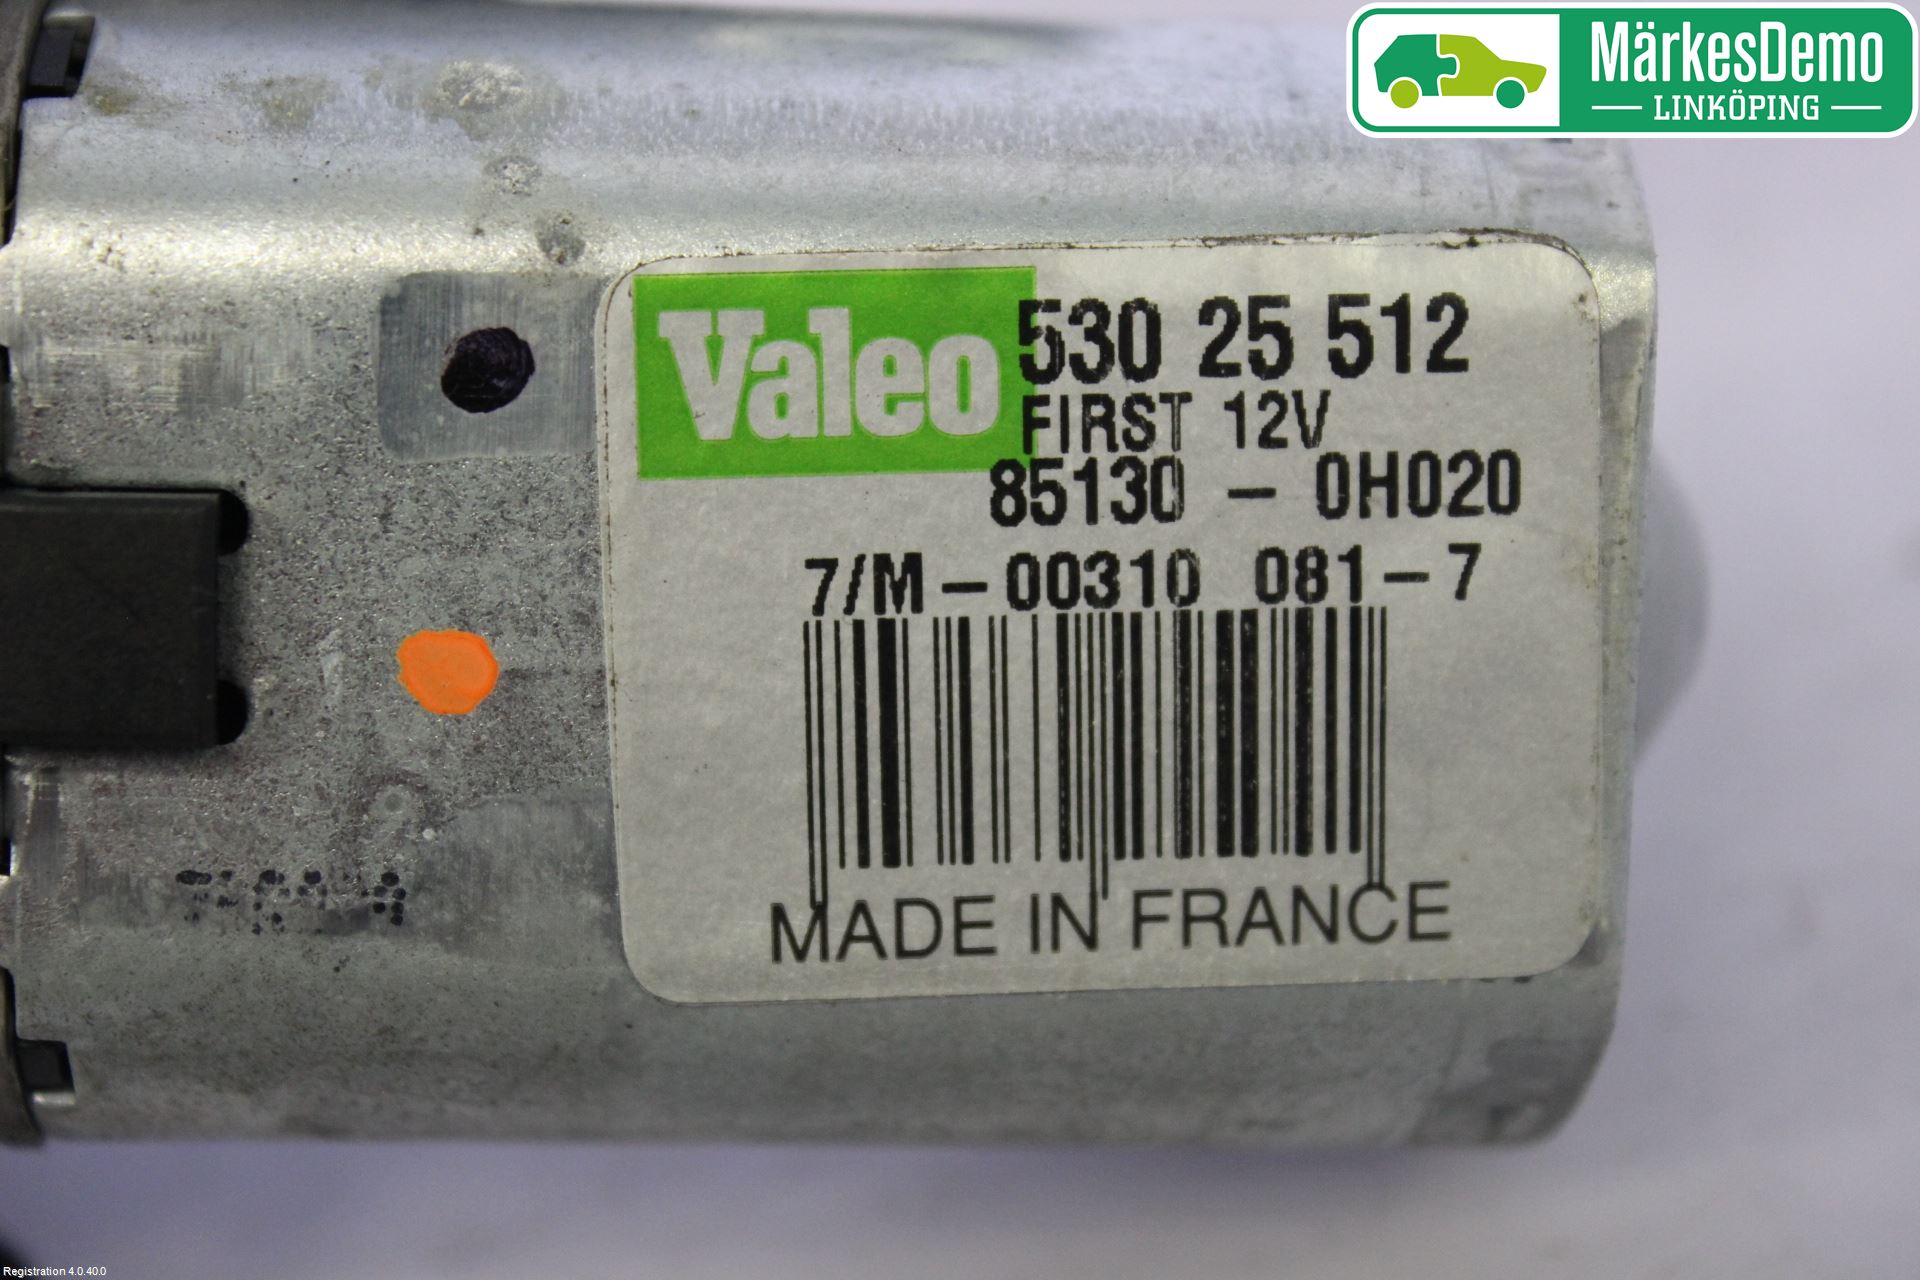 MärkesDemo
LINKÖPING
Valeo
530 25 512
FIRST 12V
85130 - 0H020
7/M-00310 081-7
MADE IN FRANCE
Registration 4.0.40.0